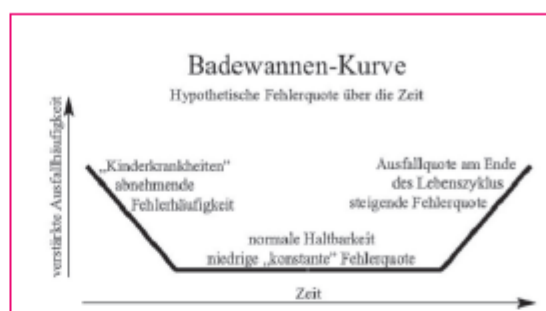 Badewannen-Kurve
Hypothetische Fehlerquote über die Zeit
verstärkte Ausfallhäufigkeit
„Kinderkrankheiten“
abnehmende
Fehlerhäufigkeit
Ausfallquote am Ende
des Lebenszyklus
steigende Fehlerquote
normale Haltbarkeit
niedrige „konstante“ Fehlerquote
Zeit